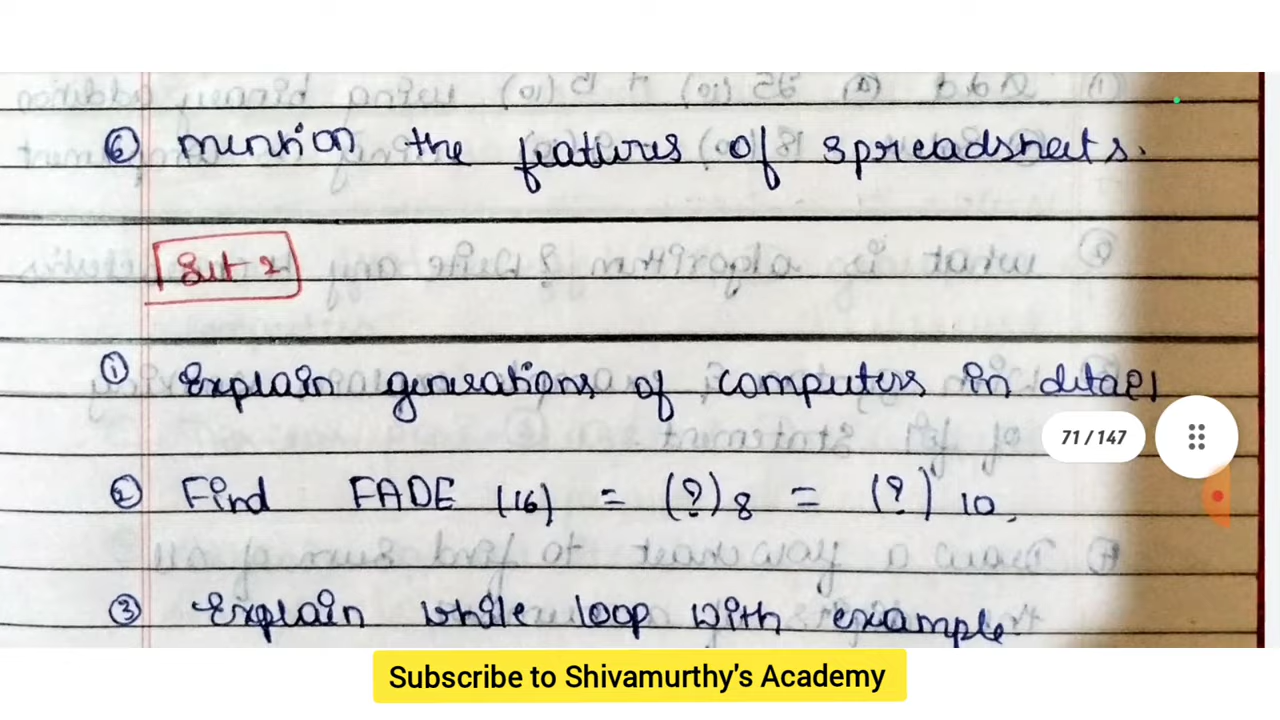 ⑥ mention the features of spreadsheets.
Set 2
① Explain generations of computers in detail
71 / 147
② Find FADE (16) = (?)8 = (?)10.
③ Explain while loop with example
Subscribe to Shivamurthy's Academy